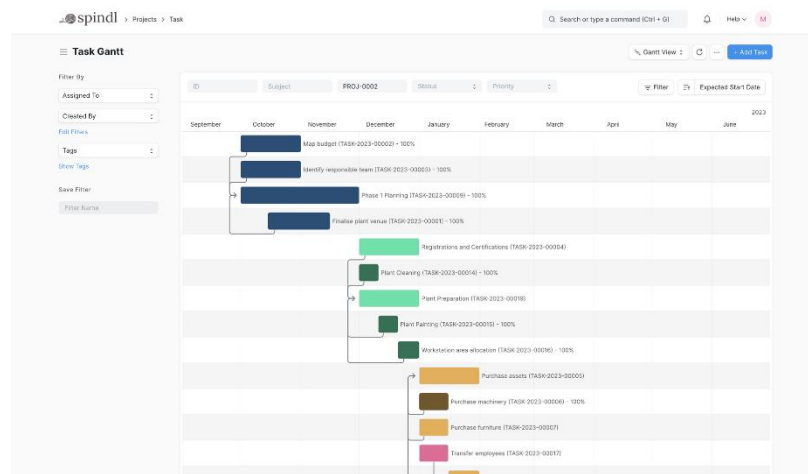 spindl > Projects > Task
Search or type a command (Ctrl + G)
Help
M
Task Gantt
Gantt View
+ Add Task
Filter By
Assigned To
Created By
Edit Filters
Tags
Show Tags
Save Filter
Filter Name
ID
Subject
PROJ-0002
Priority
Filter
Expected Start Date
2023
September October November December January February March April May June
Map budget (TASK-2023-00002) - 100%
Identify responsible team (TASK-2023-00003) - 100%
Phase 1 Planning (TASK-2023-00009) - 100%
Finalise plant venue (TASK-2023-00001) - 100%
Registrations and Certifications (TASK-2023-00004)
Plant Cleaning (TASK-2023-00014) - 100%
Plant Preparation (TASK-2023-00018)
Plant Painting (TASK-2023-00015) - 100%
Workstation area allocation (TASK-2023-00016) - 100%
Purchase assets (TASK-2023-00005)
Purchase machinery (TASK-2023-00006) - 100%
Purchase furniture (TASK-2023-00007)
Transfer employees (TASK-2023-00017)